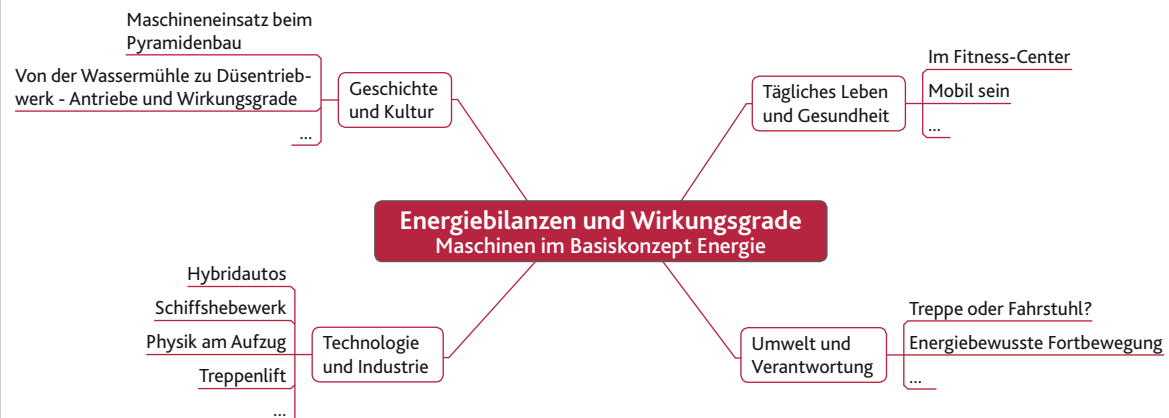 Maschineneinsatz beim
Pyramidenbau
Von der Wassermühle zu Düsentrieb-
werk - Antriebe und Wirkungsgrade
...
Geschichte
und Kultur
Tägliches Leben
und Gesundheit
Im Fitness-Center
Mobil sein
...
Energiebilanzen und Wirkungsgrade
Maschinen im Basiskonzept Energie
Hybridautos
Schiffshebewerk
Physik am Aufzug
Treppenlift
...
Technologie
und Industrie
Umwelt und
Verantwortung
Treppe oder Fahrstuhl?
Energiebewusste Fortbewegung
...